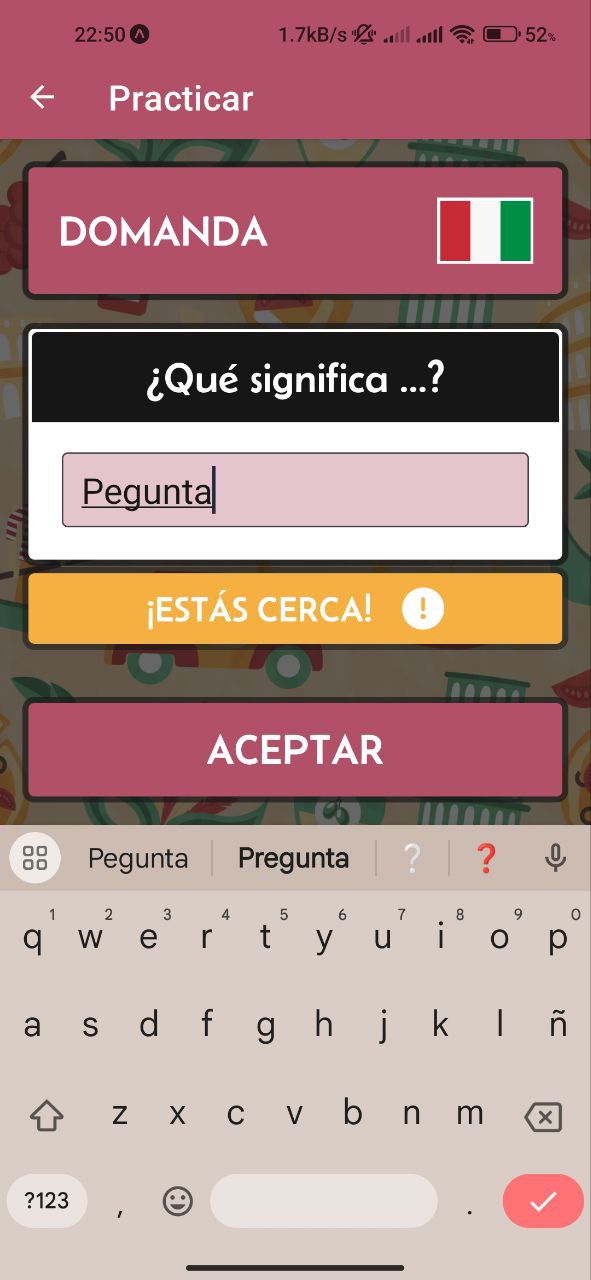 22:50 1.7kB/s 52%
Practicar
DOMANDA
¿Qué significa ...?
Pegunta
¡ESTÁS CERCA! !
ACEPTAR
Pegunta Pregunta ❔ ❓
1 2 3 4 5 6 7 8 9 0
q w e r t y u i o p
a s d f g h j k l ñ
z x c v b n m
?123 , .